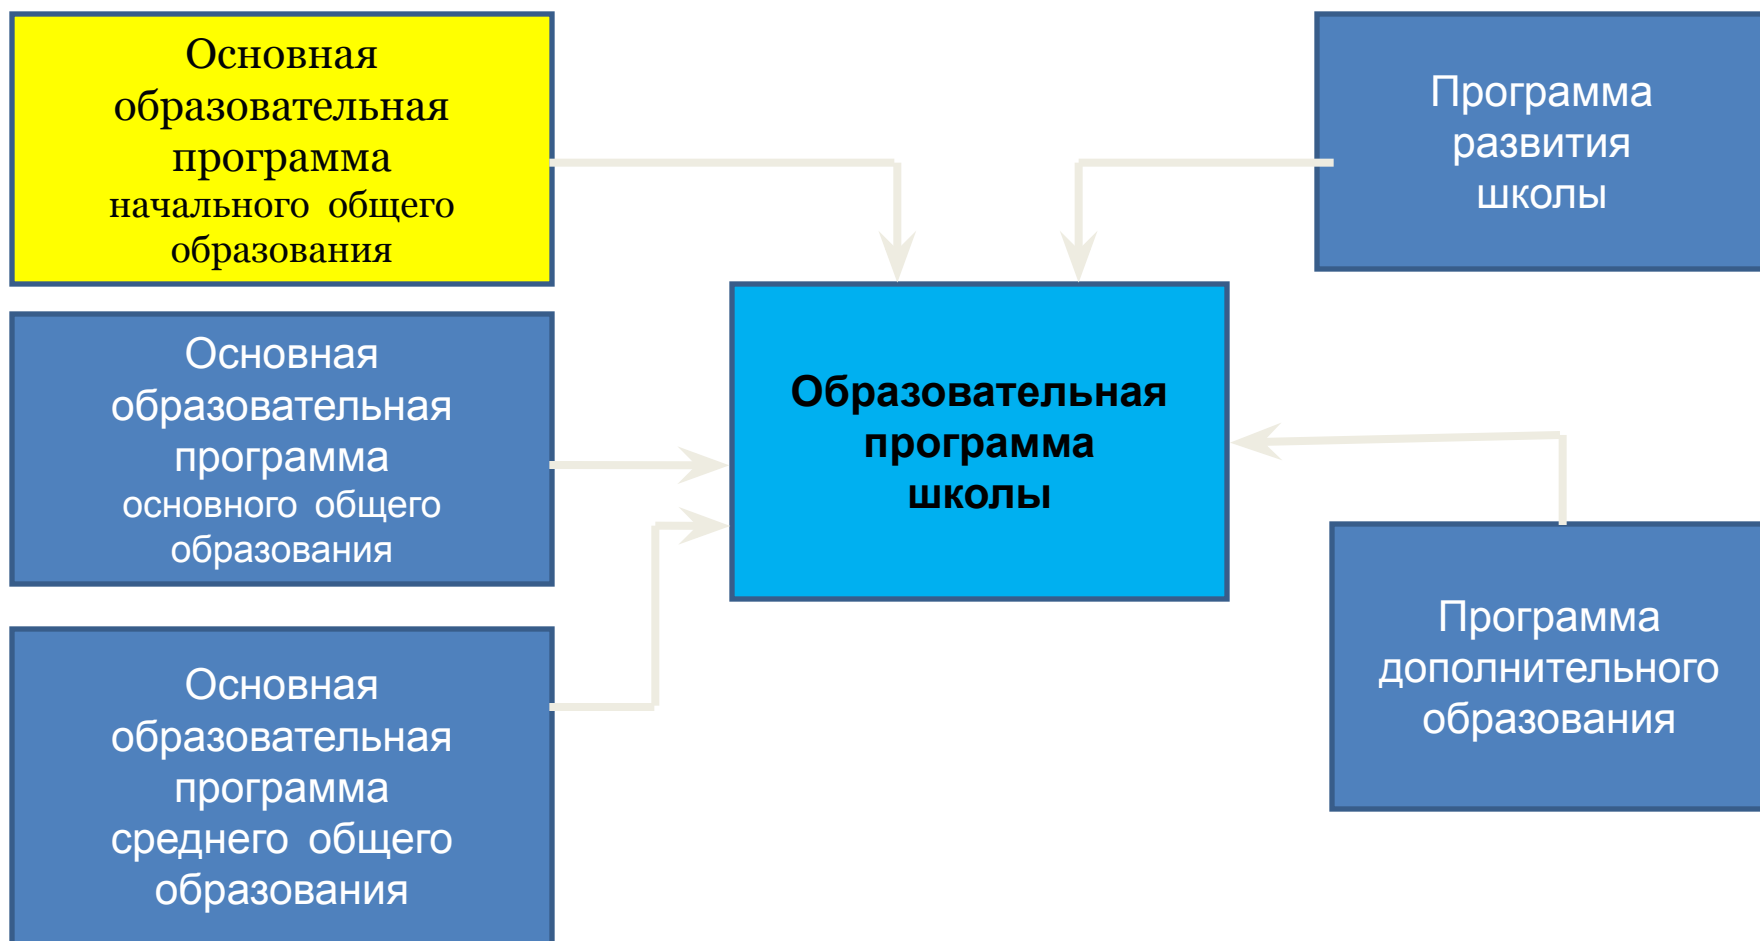 Основная
образовательная
программа
начального общего
образования
Основная
образовательная
программа
основного общего
образования
Основная
образовательная
программа
среднего общего
образования
Образовательная
программа
школы
Программа
развития
школы
Программа
дополнительного
образования